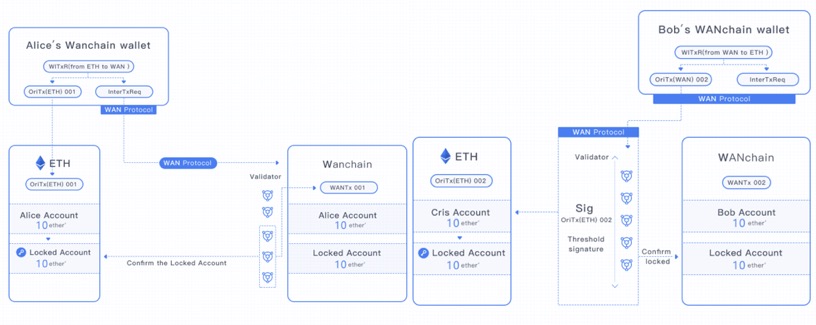 Alice's Wanchain wallet
WITxR(from ETH to WAN )
OriTx(ETH) 001
InterTxReq
WAN Protocol
ETH
OriTx(ETH) 001
Alice Account
10 ether"
Locked Account
10 ether"
WAN Protocol
Validator
Confirm the Locked Account
Wanchain
WANTx 001
Alice Account
10 ether"
Locked Account
10 ether"
ETH
OriTx(ETH) 002
Cris Account
10 ether"
Locked Account
10 ether"
Bob's WANchain wallet
WITxR(from WAN to ETH )
OriTx(WAN) 002
InterTxReq
WAN Protocol
WAN Protocol
Validator
Sig
OriTx(ETH) 002
Threshold
signature
Confirm
locked
WANchain
WANTX 002
Bob Account
10 ether"
Locked Account
10 ether"